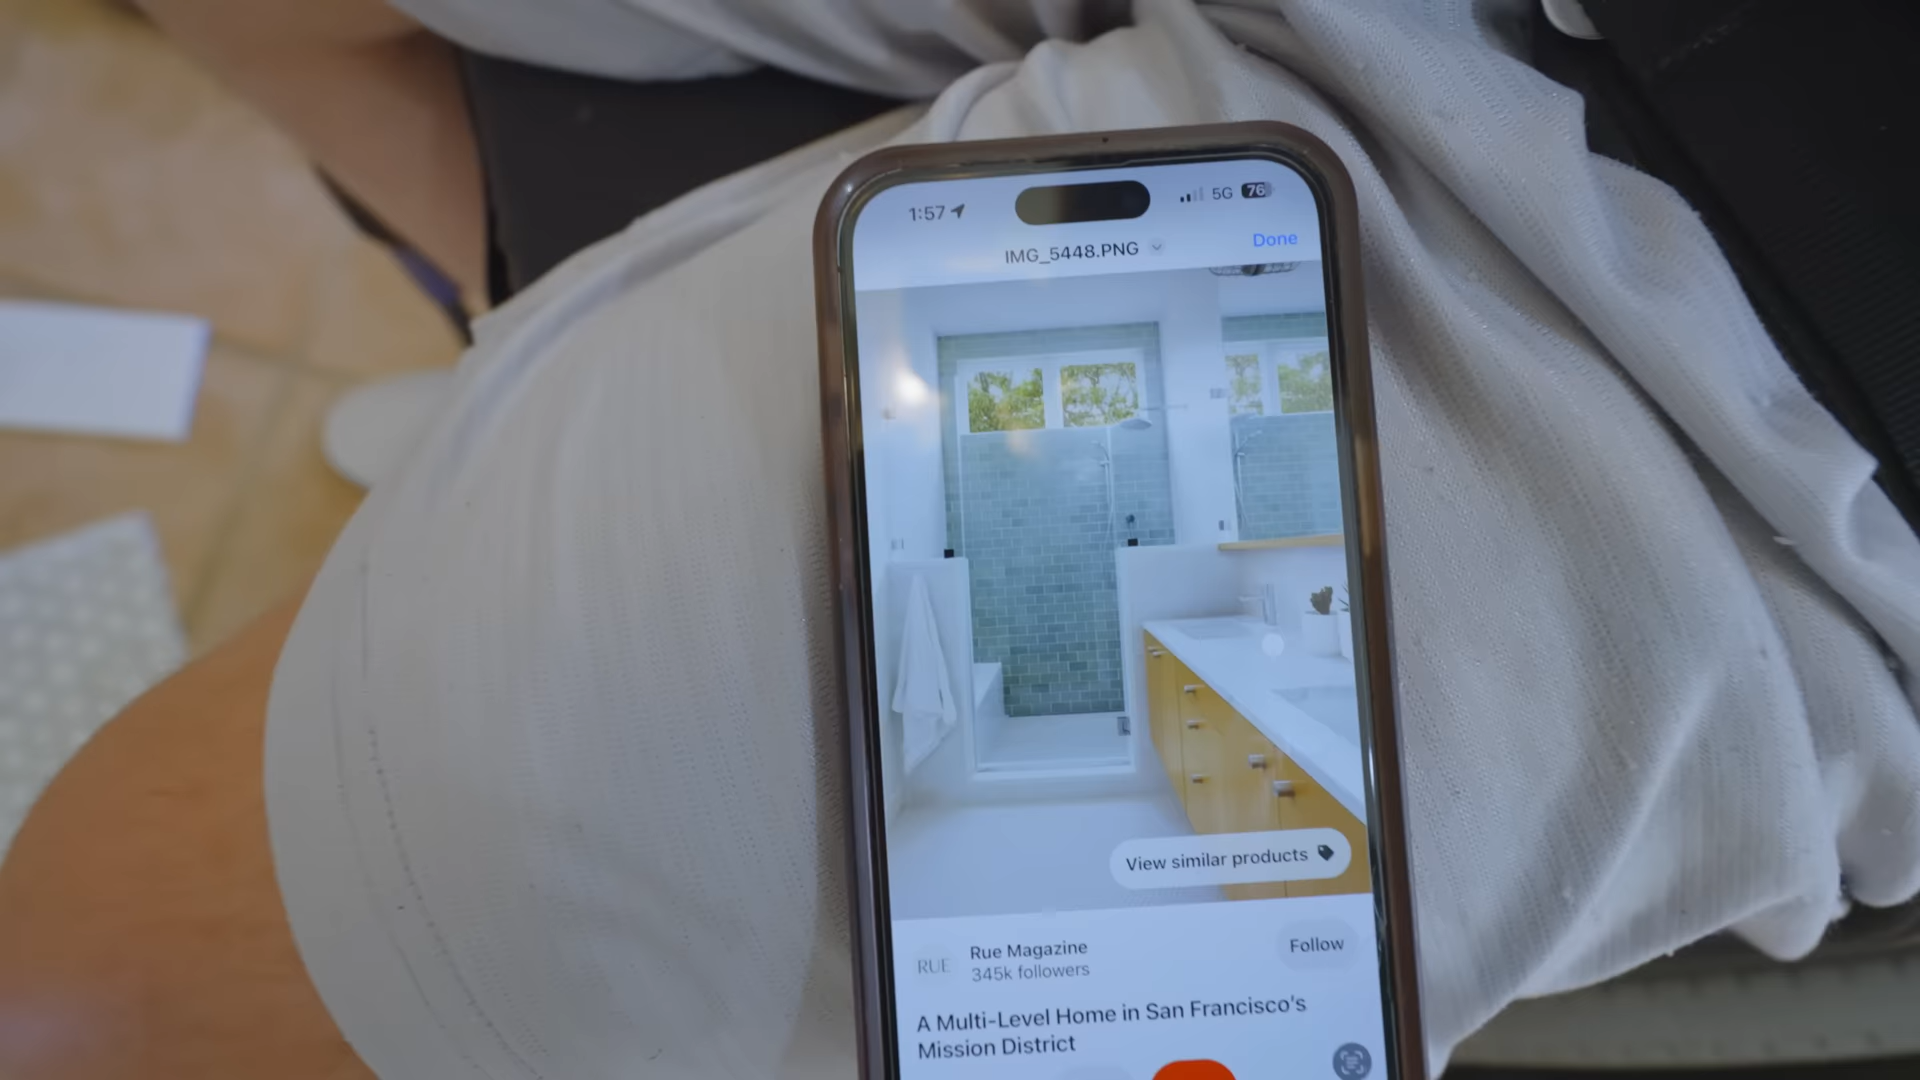 1:57 5G 76
IMG_5448.PNG Done
View similar products
RUE Rue Magazine Follow
345k followers
A Multi-Level Home in San Francisco's
Mission District